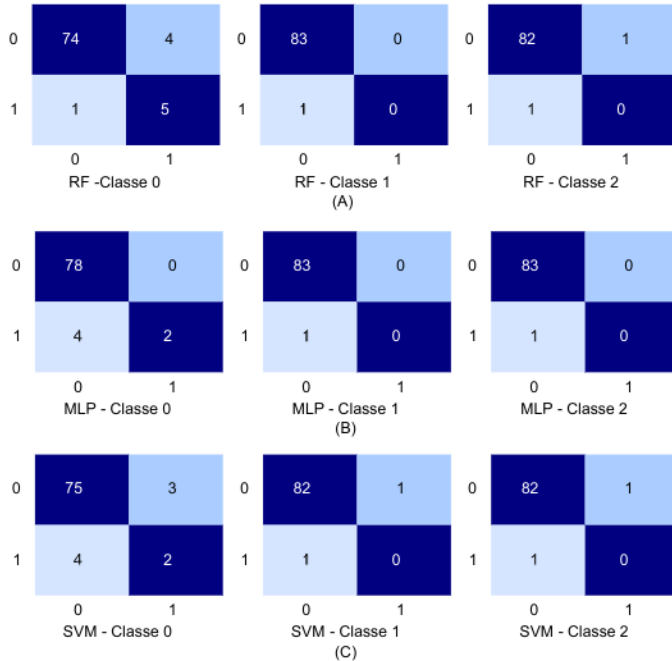 0 74 4 0 83 0 0 82 1
1 1 5 1 1 0 1 1 0
0 1 0 1 0 1
RF -Classe 0 RF - Classe 1 RF - Classe 2
(A)
0 78 0 0 83 0 0 83 0
1 4 2 1 1 0 1 1 0
0 1 0 1 0 1
MLP - Classe 0 MLP - Classe 1 MLP - Classe 2
(B)
0 75 3 0 82 1 0 82 1
1 4 2 1 1 0 1 1 0
0 1 0 1 0 1
SVM - Classe 0 SVM - Classe 1 SVM - Classe 2
(C)